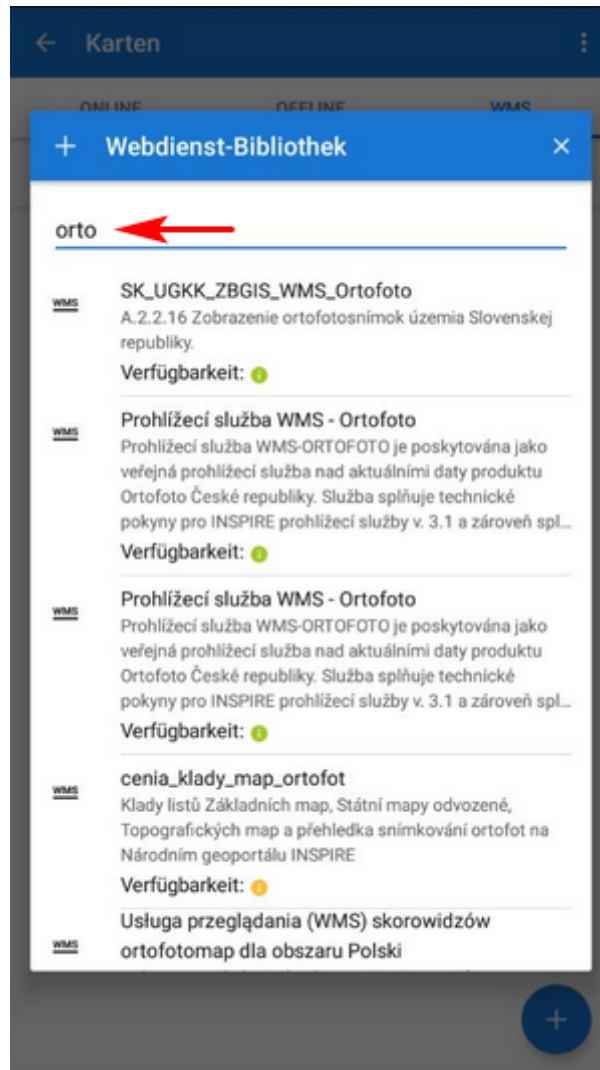 Karten
ONLINE OFFLINE WMS
Webdienst-Bibliothek
orto
WMS
SK_UGKK_ZBGIS_WMS_Ortofoto
A.2.2.16 Zobrazenie ortofotosnímok územia Slovenskej
republiky.
Verfügbarkeit:
WMS
Prohlížecí služba WMS - Ortofoto
Prohlížecí služba WMS-ORTOFOTO je poskytována jako
veřejná prohlížecí služba nad aktuálními daty produktu
Ortofoto České republiky. Služba splňuje technické
pokyny pro INSPIRE prohlížecí služby v. 3.1 a zároveň spl...
Verfügbarkeit:
WMS
Prohlížecí služba WMS - Ortofoto
Prohlížecí služba WMS-ORTOFOTO je poskytována jako
veřejná prohlížecí služba nad aktuálními daty produktu
Ortofoto České republiky. Služba splňuje technické
pokyny pro INSPIRE prohlížecí služby v. 3.1 a zároveň spl...
Verfügbarkeit:
WMS
cenia_klady_map_ortofot
Klady listů Základních map, Státní mapy odvozené,
Topografických map a přehledka snímkování ortofot na
Národním geoportálu INSPIRE
Verfügbarkeit:
WMS
Usługa przeglądania (WMS) skorowidzów
ortofotomap dla obszaru Polski